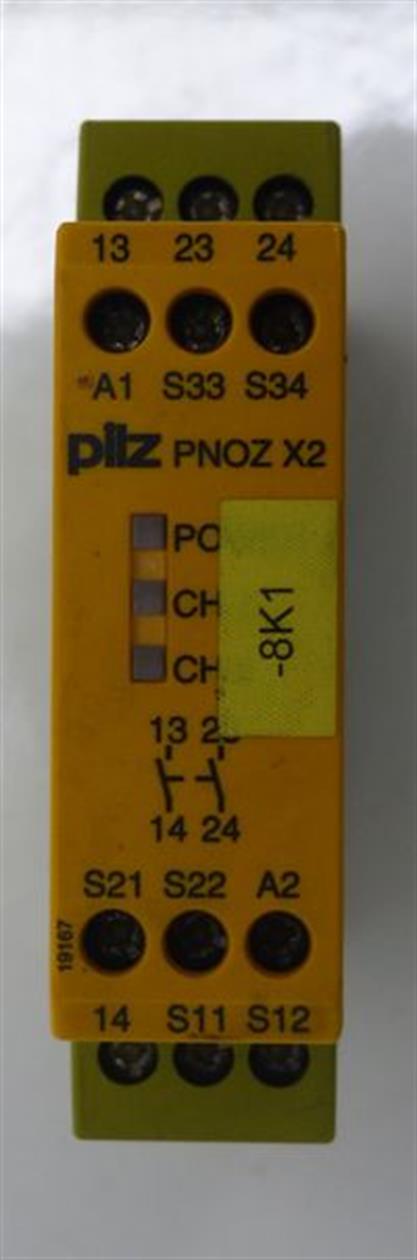 13 23 24
A1 S33 S34
pilz PNOZ X2
PO
CH
CH
-8K1
13 23
14 24
S21 S22 A2
19167
14 S11 S12